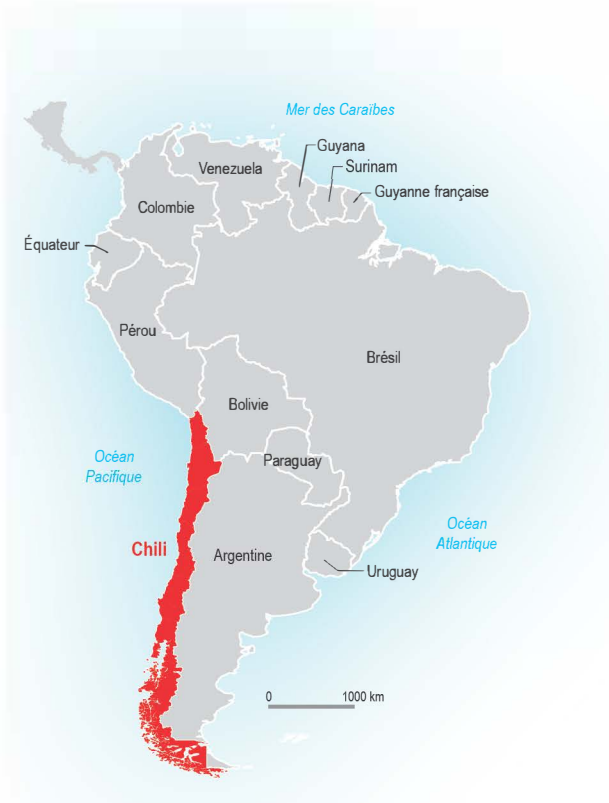 Mer des Caraïbes
Guyana
Venezuela
Surinam
Guyanne française
Colombie
Équateur
Pérou
Brésil
Bolivie
Océan
Pacifique
Paraguay
Océan
Atlantique
Chili
Argentine
Uruguay
0 1000 km